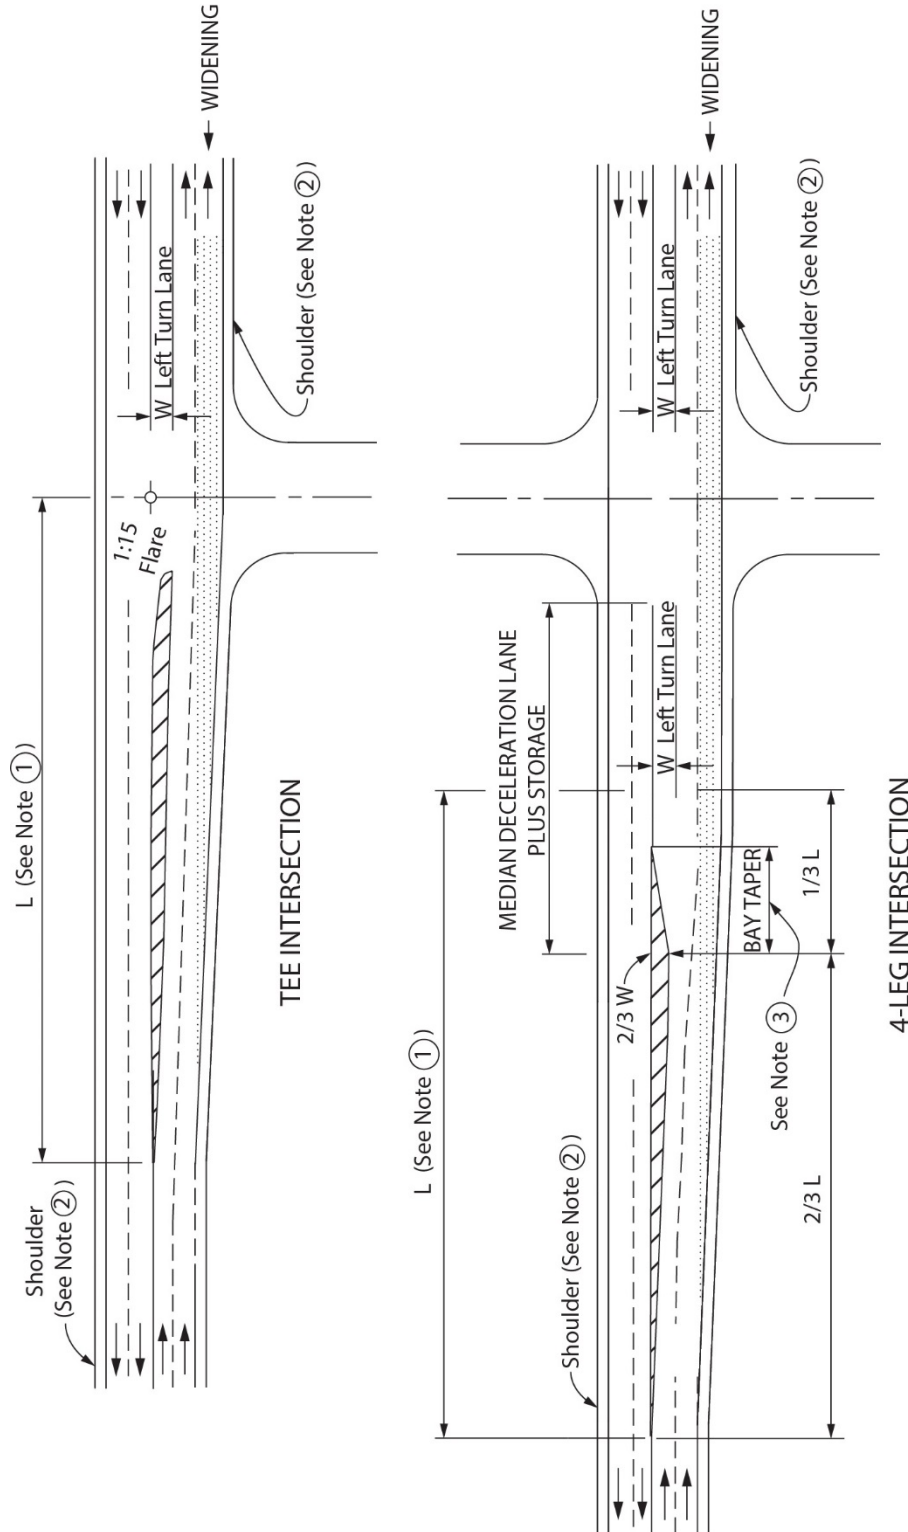 WIDENING
W Left Turn Lane
Shoulder (See Note ②)
1:15
Flare
L (See Note ①)
Shoulder
(See Note ②)
TEE INTERSECTION
WIDENING
W Left Turn Lane
Shoulder (See Note ②)
MEDIAN DECELERATION LANE
PLUS STORAGE
W Left Turn Lane
L (See Note ①)
2/3 W
BAY TAPER
1/3 L
See Note ③
Shoulder (See Note ②)
2/3 L
4-LEG INTERSECTION